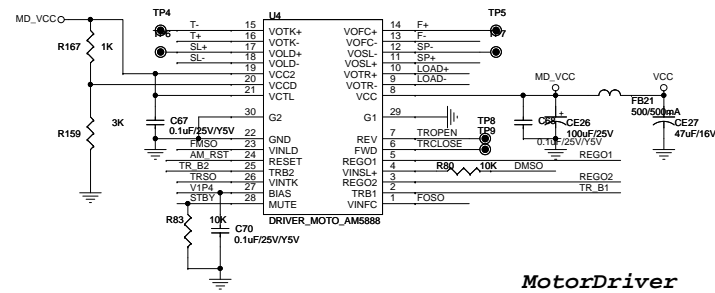 TP4
U4
TP5
MD_VCC
T-
15
VOTK+
VOFC+
14
F+
T+
16
VOTK-
VOFC-
13
F-
R167
1K
SL+
17
VOLD+
VOSL-
12
SP-
SL-
18
VOLD-
VOSL+
11
SP+
19
VCC2
VOTR+
10
LOAD+
MD_VCC
VCC
20
VCCD
VOTR-
9
LOAD-
21
VCTL
VCC
8
FB21
500/500mA
C67
0.1uF/25V/Y5V
30
G2
G1
29
TP8
CE26
100uF/25V
CE27
47uF/16V
R159
3K
22
GND
REV
7
TROPEN
TP9
0.1uF/25V/Y5V
FMSO
23
VINLD
FWD
6
TRCLOSE
AM_RST
24
RESET
REGO1
5
REGO1
TR_B2
25
TRB2
VINSL+
4
R80
10K
DMSO
TRSO
26
VINTK
REGO2
3
REGO2
V1P4
27
BIAS
TRB1
2
TR_B1
STBY
28
MUTE
VINFC
1
FOSO
R83
10K
DRIVER_MOTO_AM5888
C70
0.1uF/25V/Y5V
MotorDriver